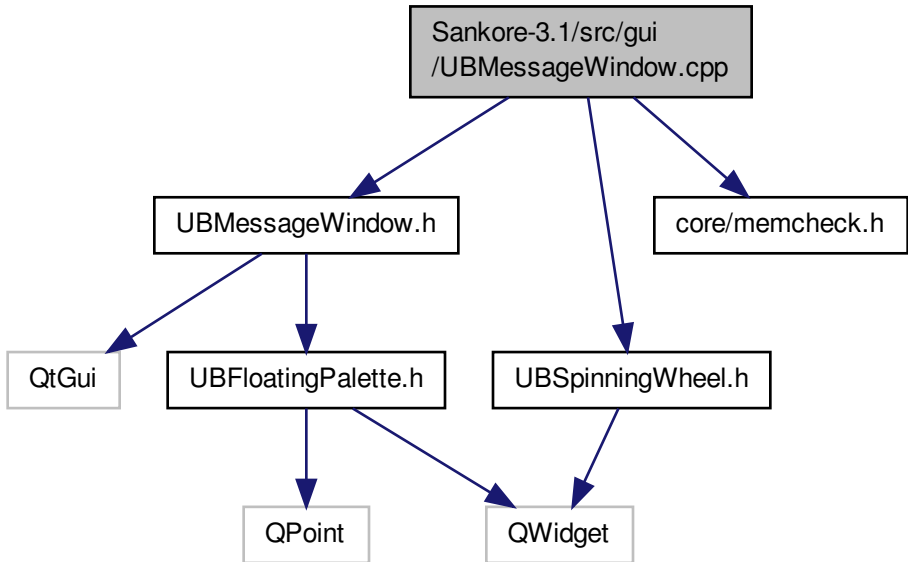 Sankore-3.1/src/gui
/UBMessageWindow.cpp
UBMessageWindow.h
core/memcheck.h
QtGui
UBFloatingPalette.h
UBSpinningWheel.h
QPoint
QWidget